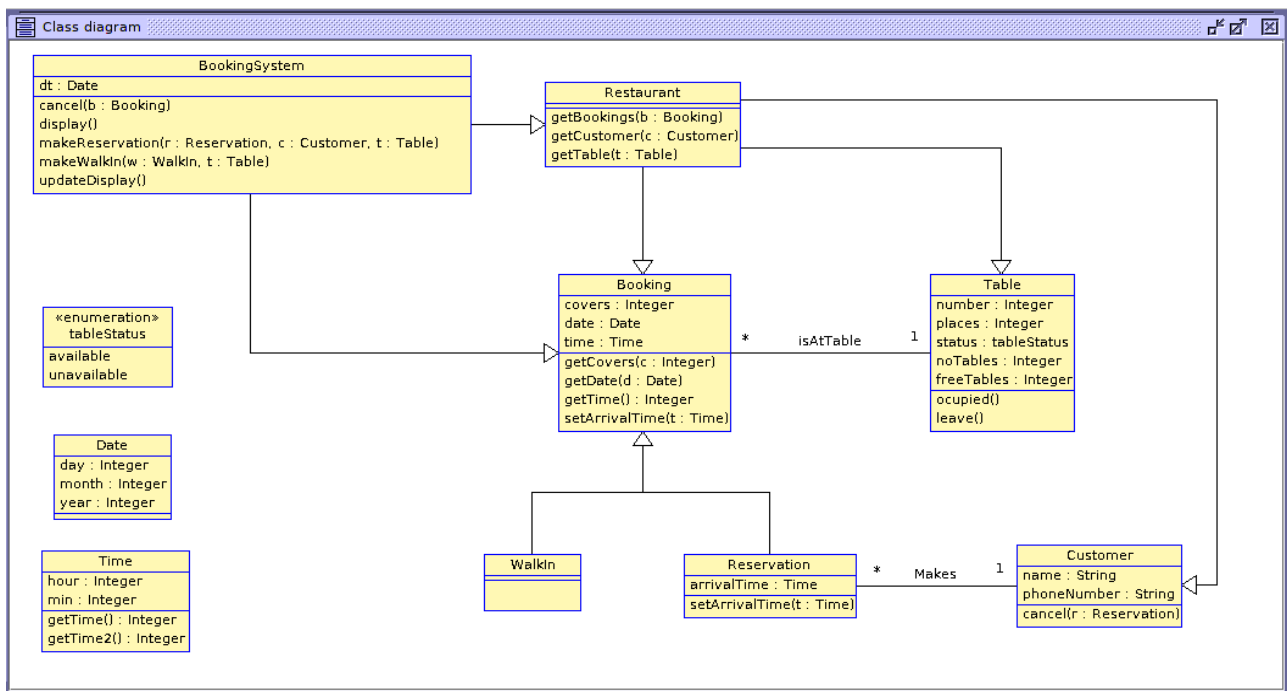 Class diagram
BookingSystem
dt : Date
cancel(b : Booking)
display()
makeReservation(r : Reservation, c : Customer, t : Table)
makeWalkIn(w : WalkIn, t : Table)
updateDisplay()
Restaurant
getBookings(b : Booking)
getCustomer(c : Customer)
getTable(t : Table)
«enumeration»
tableStatus
available
unavailable
Booking
covers : Integer
date : Date
time : Time
getCovers(c : Integer)
getDate(d : Date)
getTime() : Integer
setArrivalTime(t : Time)
* isAtTable 1
Table
number : Integer
places : Integer
status : tableStatus
noTables : Integer
freeTables : Integer
ocupied()
leave()
Date
day : Integer
month : Integer
year : Integer
Time
hour : Integer
min : Integer
getTime() : Integer
getTime2() : Integer
WalkIn
Reservation
arrivalTime : Time
setArrivalTime(t : Time)
* Makes 1
Customer
name : String
phoneNumber : String
cancel(r : Reservation)